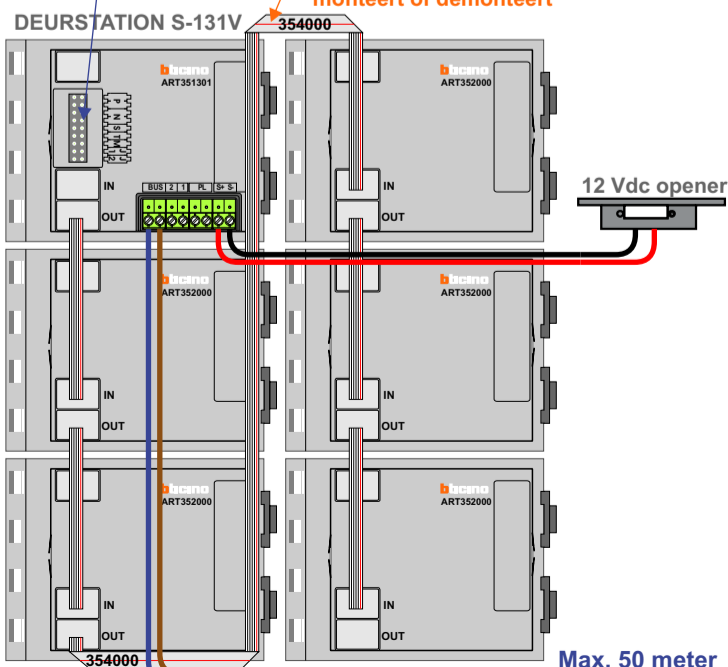 monteert of demonteert
DEURSTATION S-131V
354000
bticino
ART351301
P N S T M J1 J2
IN
OUT
BUS 2 1 PL S+ S-
bticino
ART352000
IN
OUT
12 Vdc opener
bticino
ART352000
IN
OUT
bticino
ART352000
IN
OUT
bticino
ART352000
IN
OUT
bticino
ART352000
IN
OUT
354000
Max. 50 meter